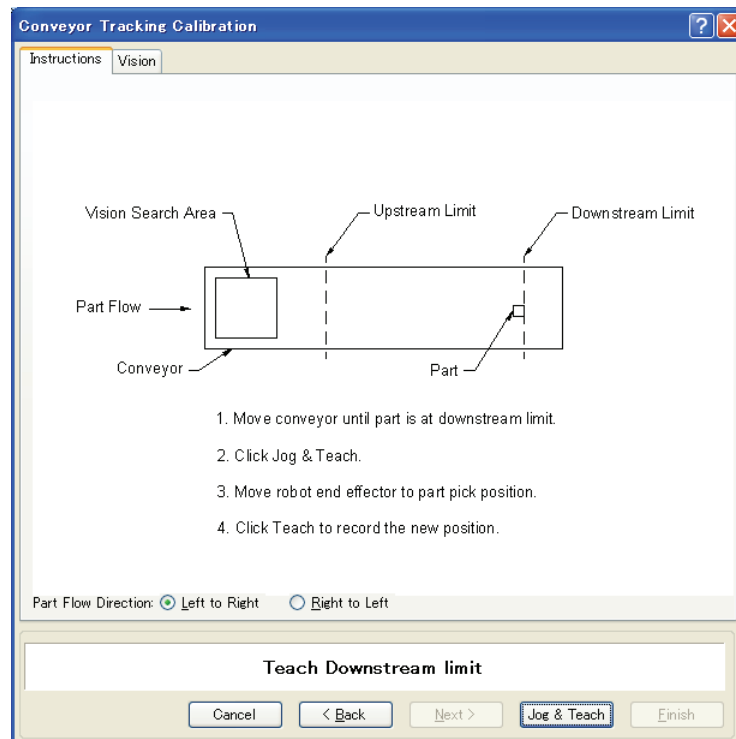 Conveyor Tracking Calibration
Instructions
Vision
Vision Search Area
Upstream Limit
Downstream Limit
Part Flow
Conveyor
Part
1. Move conveyor until part is at downstream limit.
2. Click Jog & Teach.
3. Move robot end effector to part pick position.
4. Click Teach to record the new position.
Part Flow Direction: Left to Right Right to Left
Teach Downstream limit
Cancel < Back Next > Jog & Teach Finish